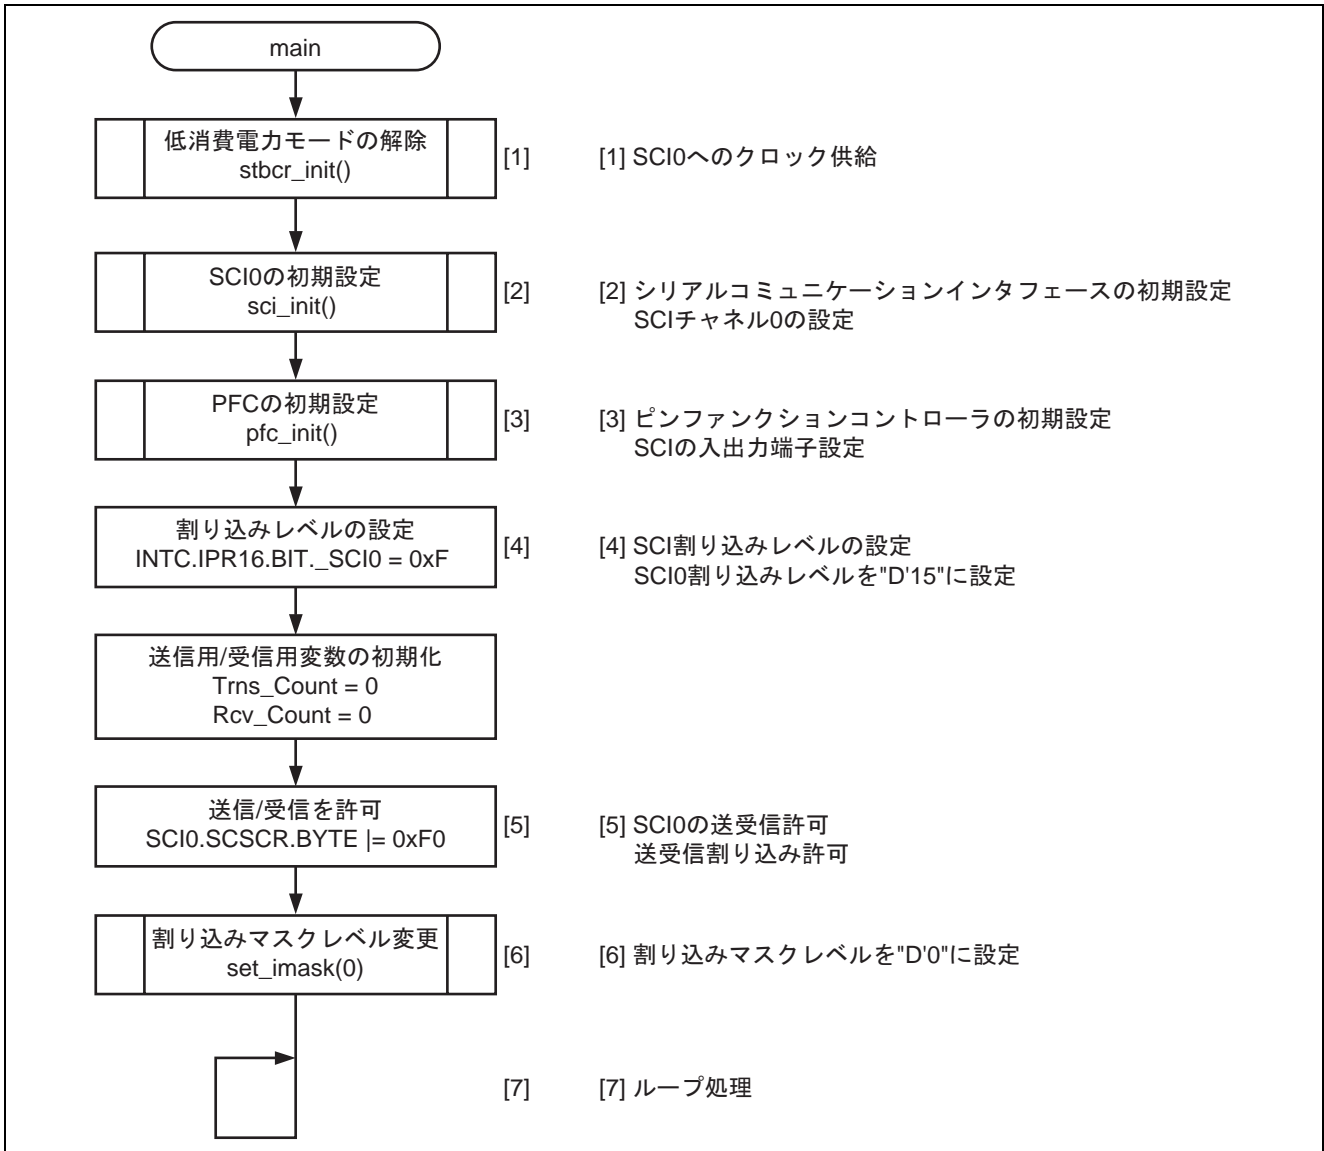 main
低消費電力モードの解除
stbcr_init()
[1]
[1] SCI0へのクロック供給
SCI0の初期設定
sci_init()
[2]
[2] シリアルコミュニケーションインタフェースの初期設定
SCIチャネル0の設定
PFCの初期設定
pfc_init()
[3]
[3] ピンファンクションコントローラの初期設定
SCIの入出力端子設定
割り込みレベルの設定
INTC.IPR16.BIT._SCI0 = 0xF
[4]
[4] SCI割り込みレベルの設定
SCI0割り込みレベルを"D'15"に設定
送信用/受信用変数の初期化
Trns_Count = 0
Rcv_Count = 0
送信/受信を許可
SCI0.SCSCR.BYTE |= 0xF0
[5]
[5] SCI0の送受信許可
送受信割り込み許可
割り込みマスクレベル変更
set_imask(0)
[6]
[6] 割り込みマスクレベルを"D'0"に設定
[7]
[7] ループ処理